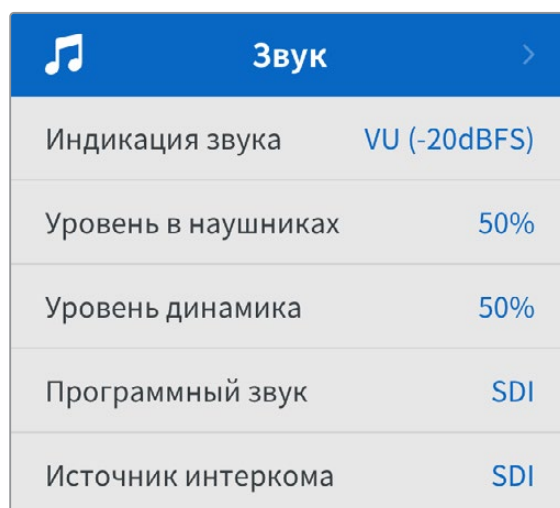 Звук
Индикация звука VU (-20dBFS)
Уровень в наушниках 50%
Уровень динамика 50%
Программный звук SDI
Источник интеркома SDI